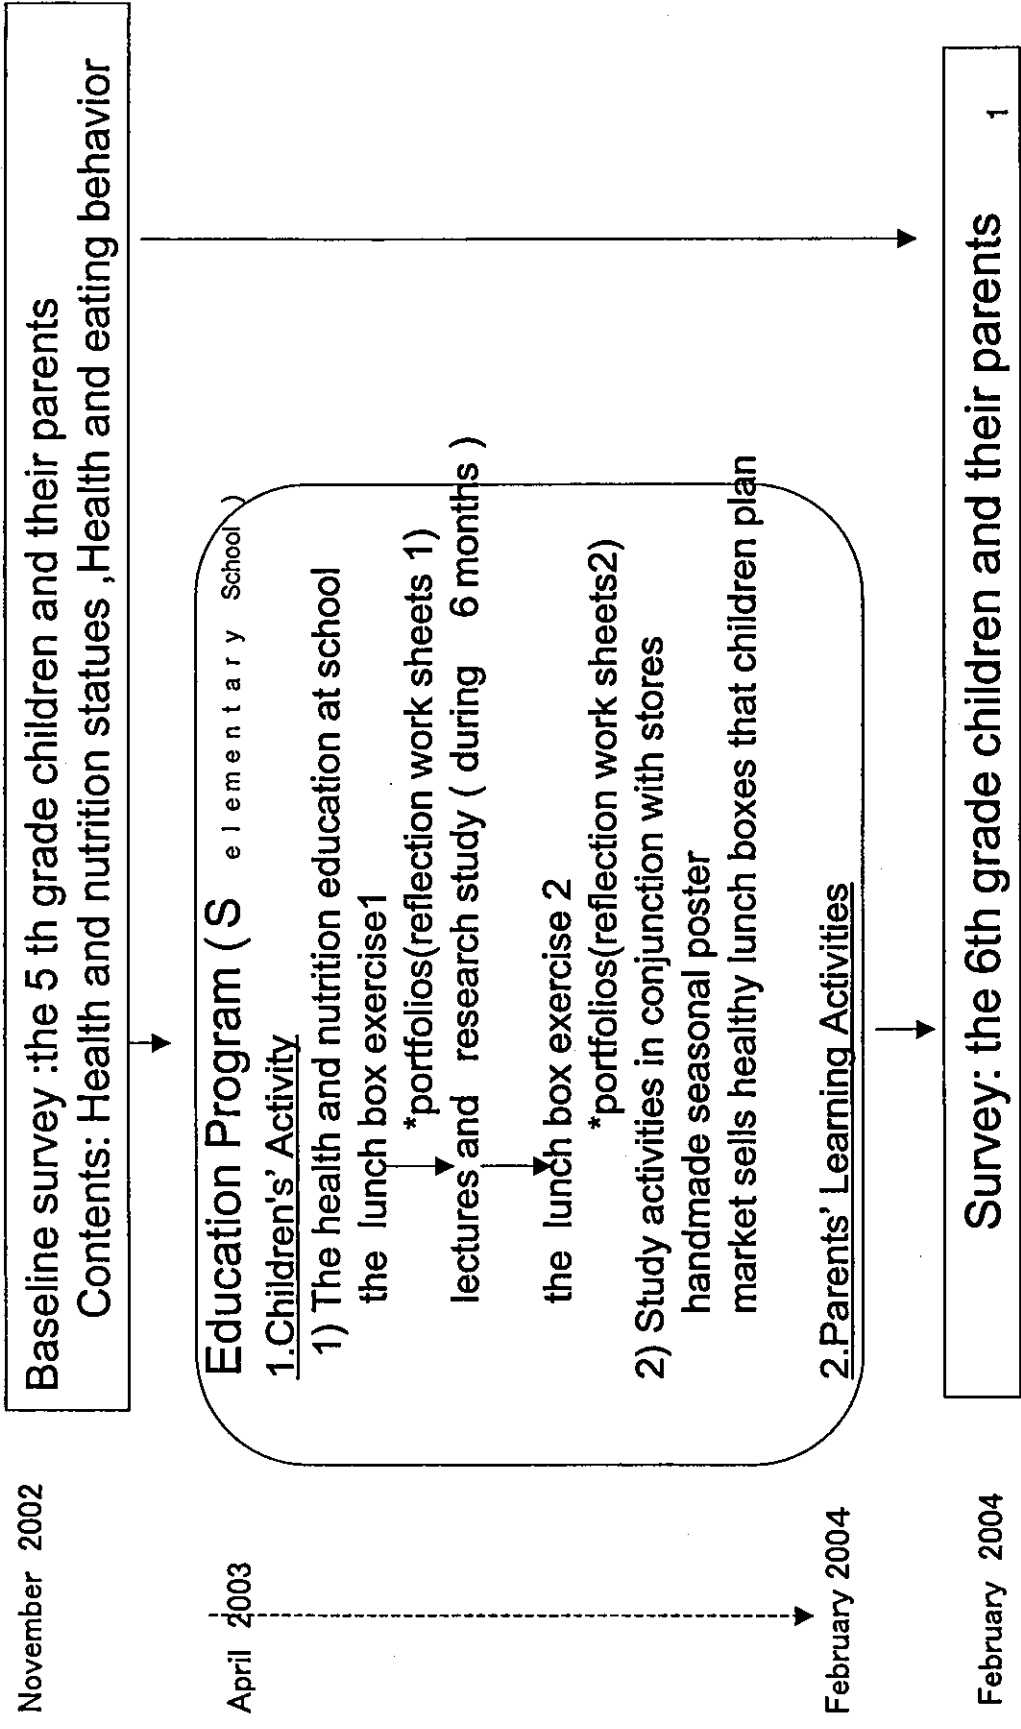 November 2002
Baseline survey :the 5 th grade children and their parents
Contents: Health and nutrition statues ,Health and eating behavior
April 2003
Education Program (S elementary School )
1.Children's' Activity
1) The health and nutrition education at school
the lunch box exercise1
*portfolios(reflection work sheets 1)
lectures and research study ( during 6 months )
the lunch box exercise 2
*portfolios(reflection work sheets2)
2) Study activities in conjunction with stores
handmade seasonal poster
market sells healthy lunch boxes that children plan
2.Parents' Learning Activities
February 2004
February 2004
Survey: the 6th grade children and their parents
1